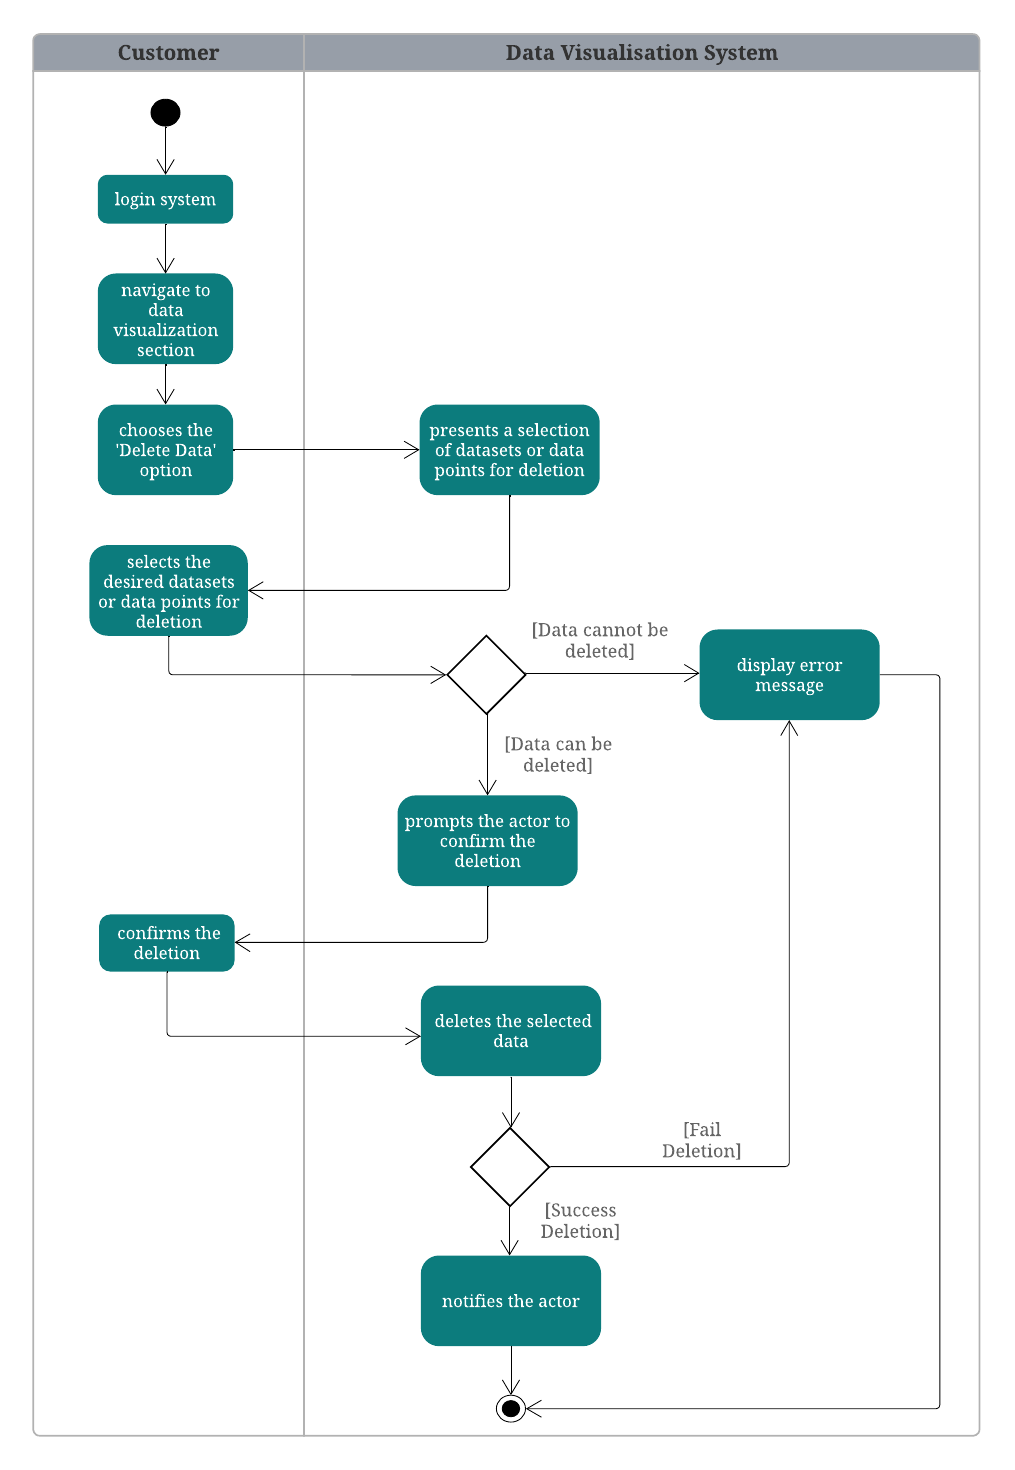 Customer
Data Visualisation System
login system
navigate to
data
visualization
section
chooses the
'Delete Data'
option
presents a selection
of datasets or data
points for deletion
selects the
desired datasets
or data points for
deletion
[Data cannot be
deleted]
display error
message
[Data can be
deleted]
prompts the actor to
confirm the
deletion
confirms the
deletion
deletes the selected
data
[Fail
Deletion]
[Success
Deletion]
notifies the actor